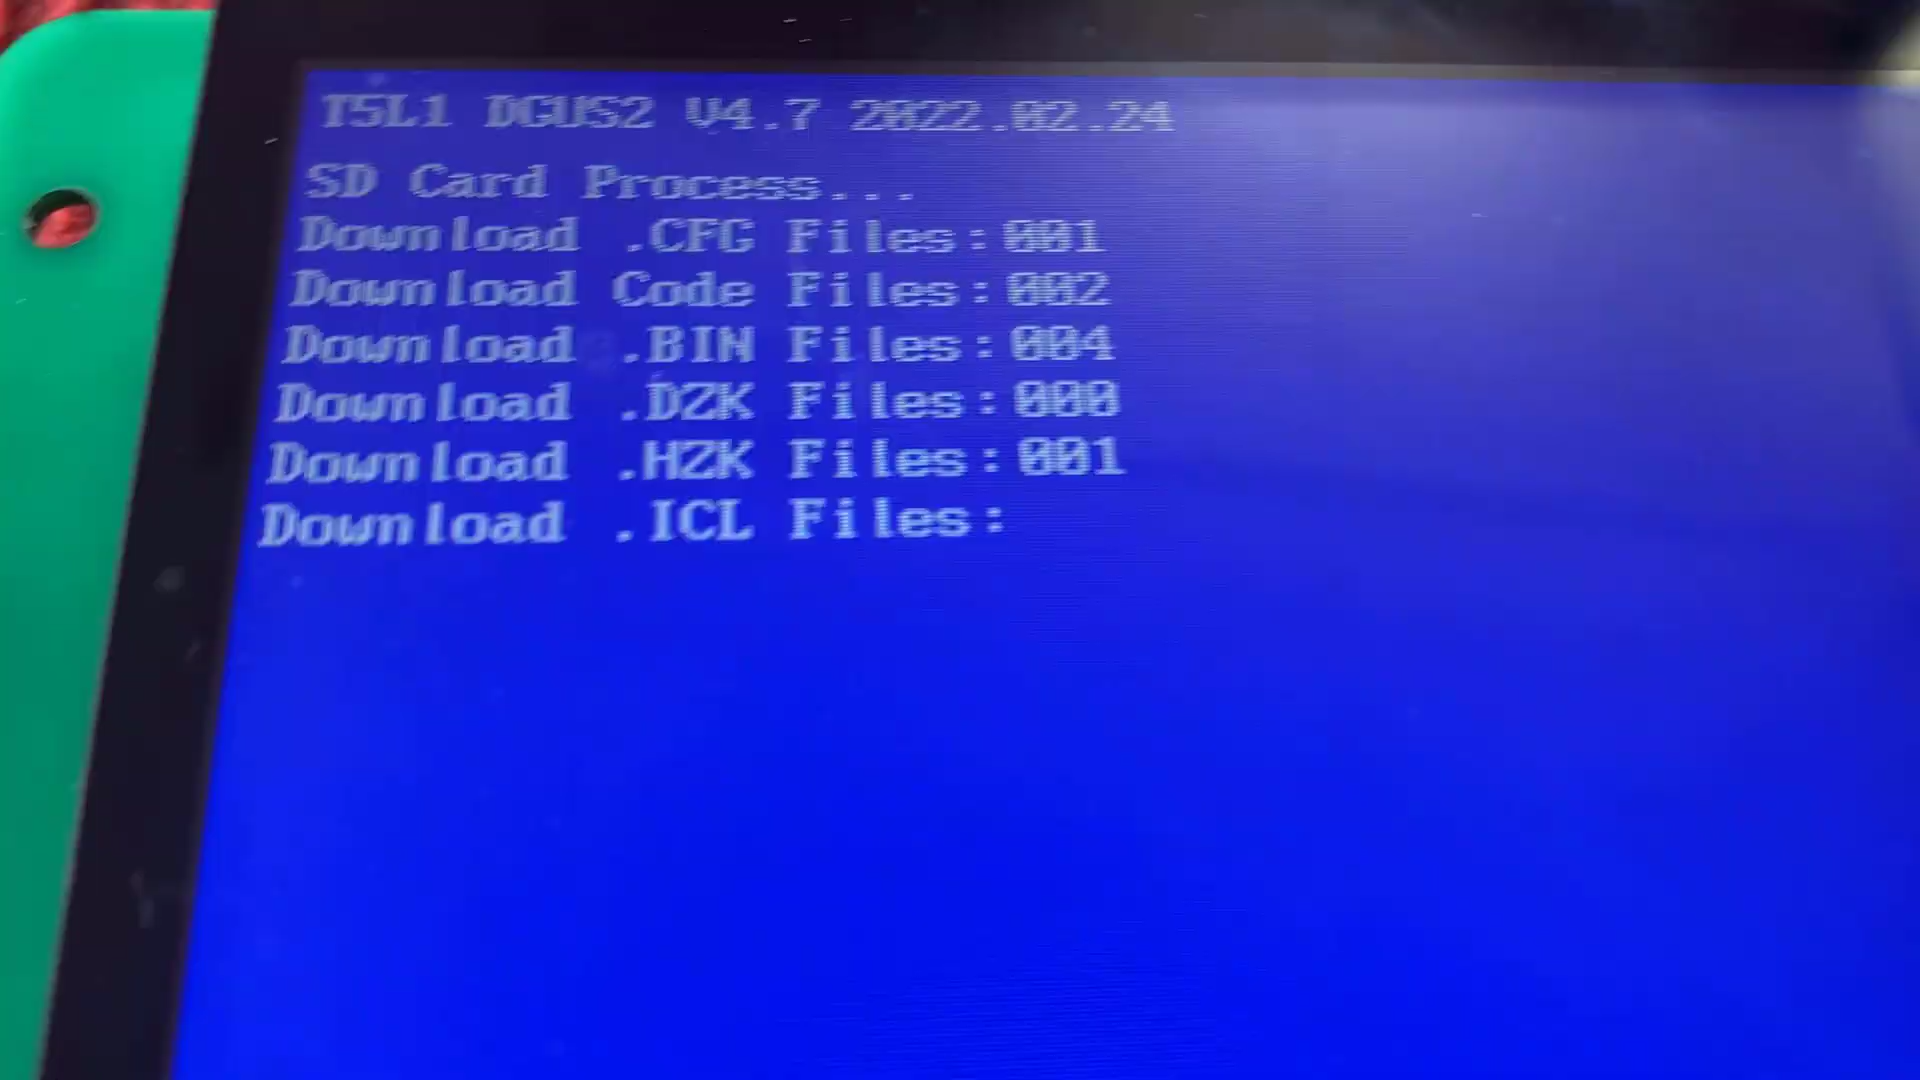 T5L1 DGUS2 V4.7 2022.02.24
SD Card Process...
Download .CFG Files:001
Download Code Files:002
Download .BIN Files:004
Download .DZK Files:000
Download .HZK Files:001
Download .ICL Files: